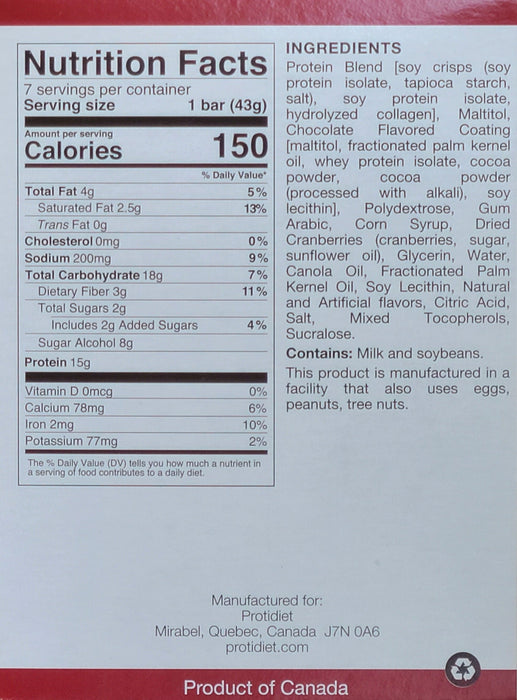 Nutrition Facts
7 servings per container
Serving size 1 bar (43g)
Amount per serving
Calories 150
% Daily Value*
Total Fat 4g 5%
Saturated Fat 2.5g 13%
Trans Fat 0g
Cholesterol 0mg 0%
Sodium 200mg 9%
Total Carbohydrate 18g 7%
Dietary Fiber 3g 11%
Total Sugars 2g
Includes 2g Added Sugars 4%
Sugar Alcohol 8g
Protein 15g
Vitamin D 0mcg 0%
Calcium 78mg 6%
Iron 2mg 10%
Potassium 77mg 2%
The % Daily Value (DV) tells you how much a nutrient in
a serving of food contributes to a daily diet.
INGREDIENTS
Protein Blend [soy crisps (soy
protein isolate, tapioca starch,
salt), soy protein isolate,
hydrolyzed collagen], Maltitol,
Chocolate Flavored Coating
[maltitol, fractionated palm kernel
oil, whey protein isolate, cocoa
powder, cocoa powder
(processed with alkali), soy
lecithin], Polydextrose, Gum
Arabic, Corn Syrup, Dried
Cranberries (cranberries, sugar,
sunflower oil), Glycerin, Water,
Canola Oil, Fractionated Palm
Kernel Oil, Soy Lecithin, Natural
and Artificial flavors, Citric Acid,
Salt, Mixed Tocopherols,
Sucralose.
Contains: Milk and soybeans.
This product is manufactured in a
facility that also uses eggs,
peanuts, tree nuts.
Manufactured for:
Protidiet
Mirabel, Quebec, Canada J7N 0A6
protidiet.com
Product of Canada